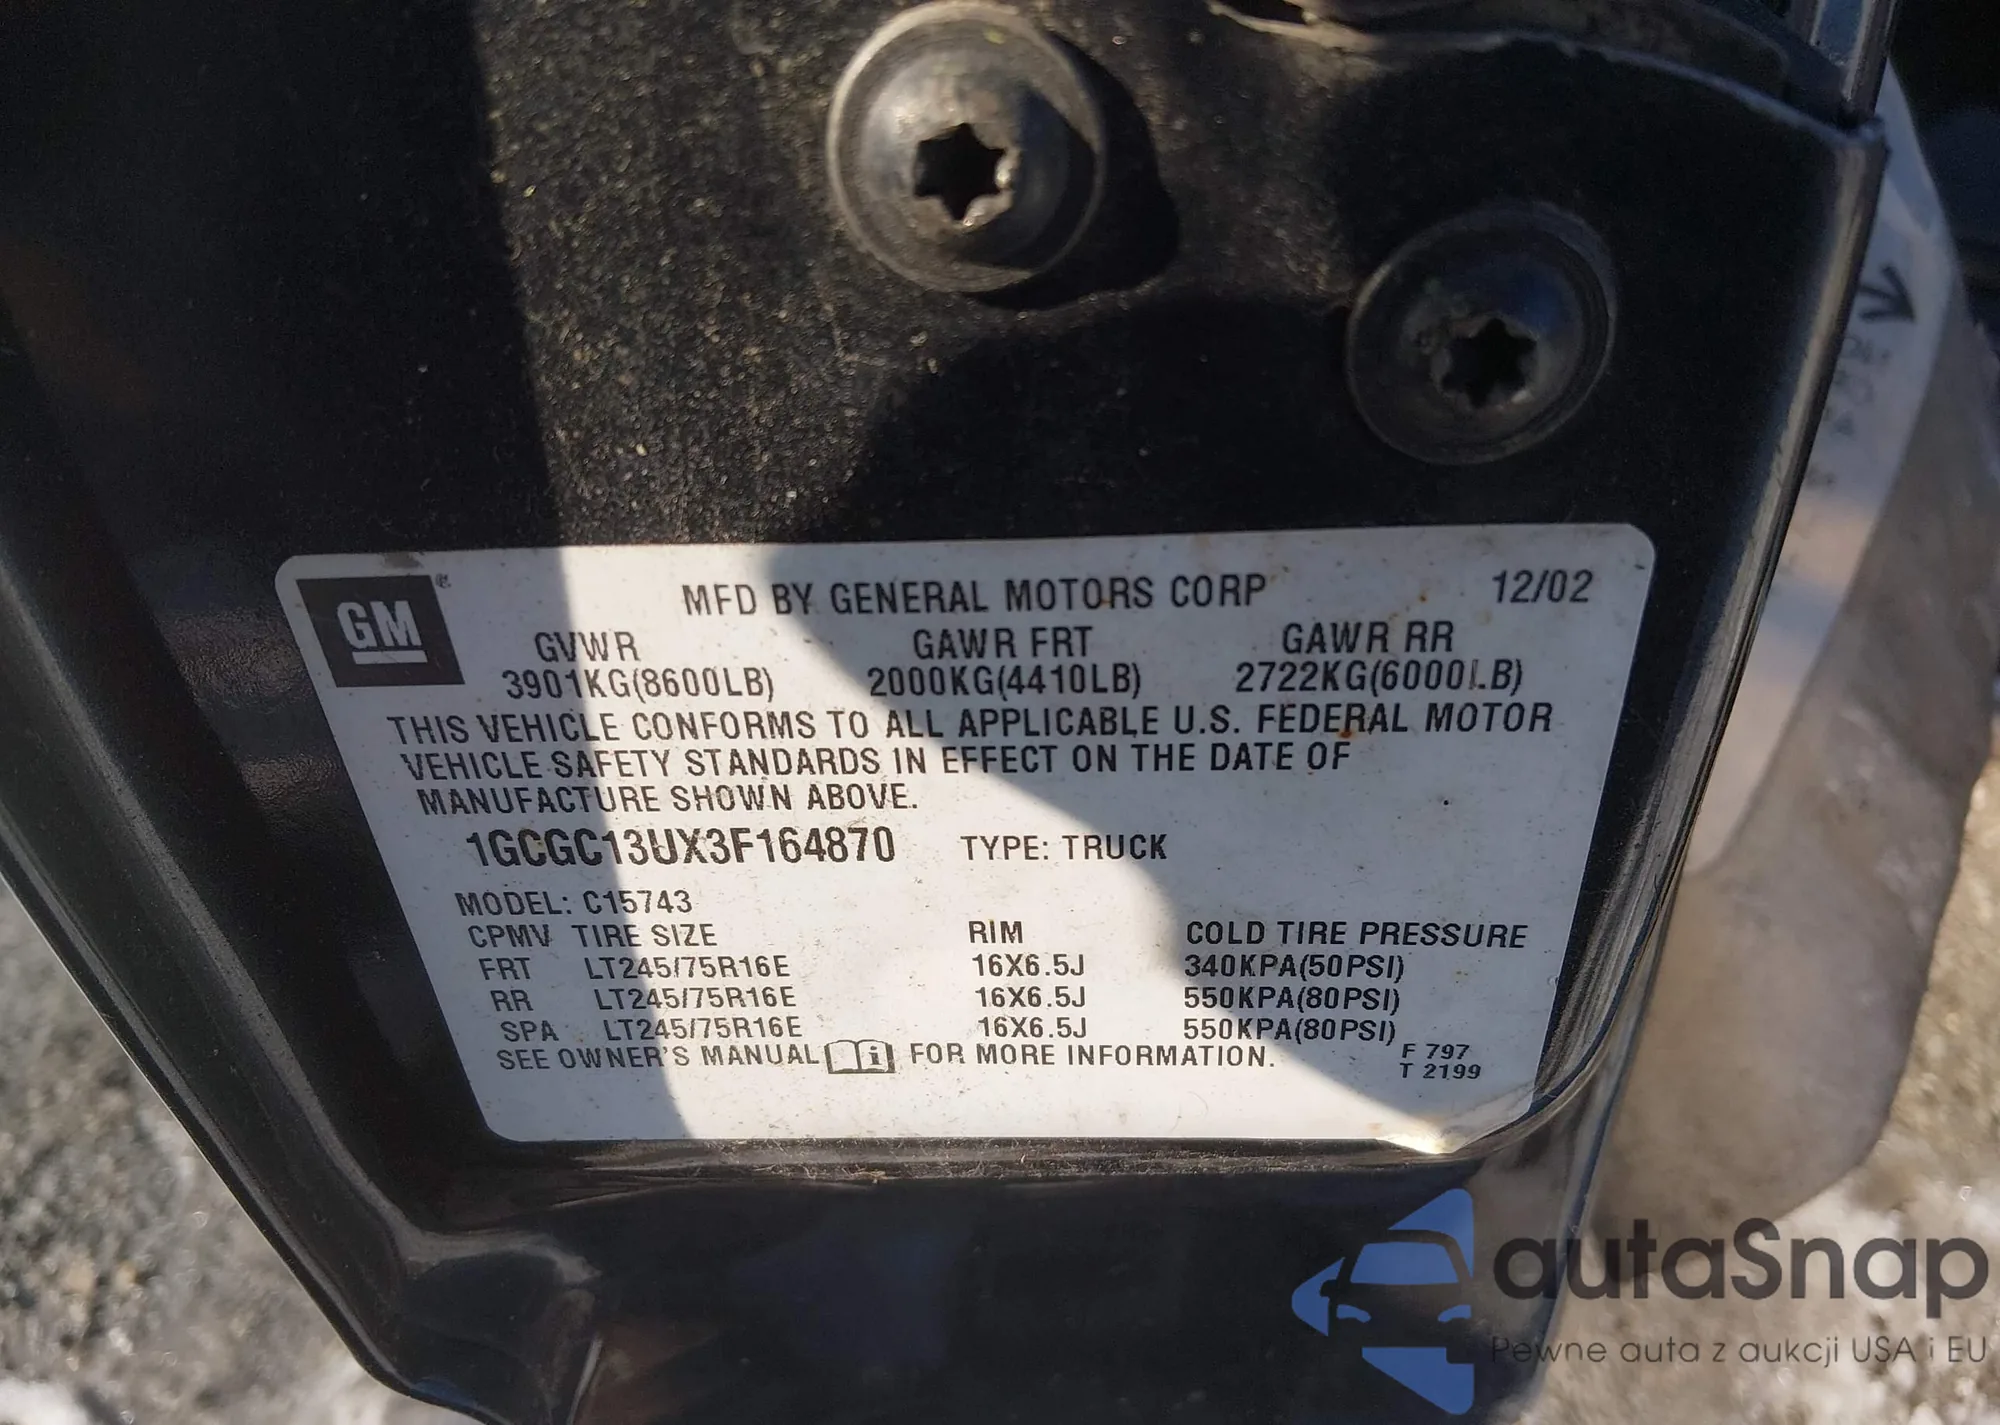 GM
MFD BY GENERAL MOTORS CORP 12/02
GVWR GAWR FRT GAWR RR
3901KG(8600LB) 2000KG(4410LB) 2722KG(6000LB)
THIS VEHICLE CONFORMS TO ALL APPLICABLE U.S. FEDERAL MOTOR
VEHICLE SAFETY STANDARDS IN EFFECT ON THE DATE OF
MANUFACTURE SHOWN ABOVE.
1GCGC13UX3F164870 TYPE: TRUCK
MODEL: C15743
CPMV TIRE SIZE RIM COLD TIRE PRESSURE
FRT LT245/75R16E 16X6.5J 340KPA(50PSI)
RR LT245/75R16E 16X6.5J 550KPA(80PSI)
SPA LT245/75R16E 16X6.5J 550KPA(80PSI)
SEE OWNER'S MANUAL i FOR MORE INFORMATION.
F 797
T 2199
autaSnap
Pewne auta z aukcji USA i EU